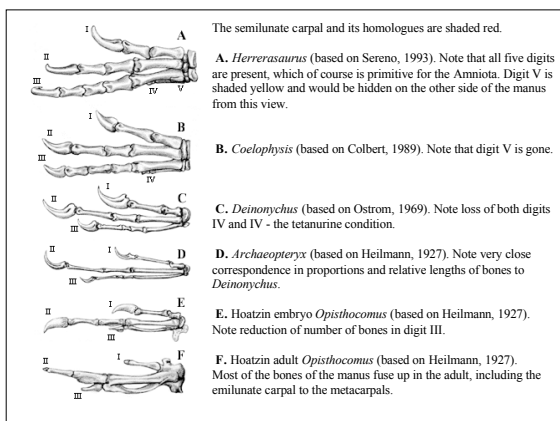 The semilunate carpal and its homologues are shaded red.
I
A
II
III
IV
V
A. Herrerasaurus (based on Sereno, 1993). Note that all five digits
are present, which of course is primitive for the Amniota. Digit V is
shaded yellow and would be hidden on the other side of the manus
from this view.
I
B
II
III
IV
B. Coelophysis (based on Colbert, 1989). Note that digit V is gone.
I
C
II
III
C. Deinonychus (based on Ostrom, 1969). Note loss of both digits
IV and IV - the tetanurine condition.
I
D
II
III
D. Archaeopteryx (based on Heilmann, 1927). Note very close
correspondence in proportions and relative lengths of bones to
Deinonychus.
I
E
II
III
E. Hoatzin embryo Opisthocomus (based on Heilmann, 1927).
Note reduction of number of bones in digit III.
I
F
II
III
F. Hoatzin adult Opisthocomus (based on Heilmann, 1927).
Most of the bones of the manus fuse up in the adult, including the
emilunate carpal to the metacarpals.